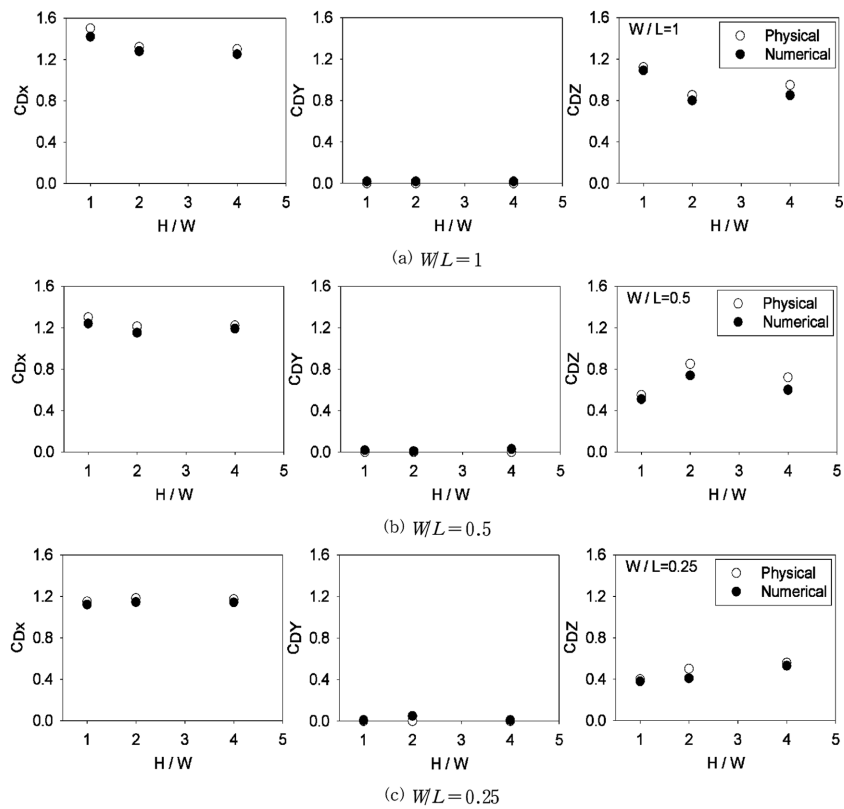 1.6
1.2
0.8
0.4
0.0
CDx
1 2 3 4 5
H / W
1.6
1.2
0.8
0.4
0.0
CDY
1 2 3 4 5
H / W
1.6
1.2
0.8
0.4
0.0
CDZ
W / L=1
Physical
Numerical
1 2 3 4 5
H / W
(a) W/L=1
1.6
1.2
0.8
0.4
0.0
CDx
1 2 3 4 5
H / W
1.6
1.2
0.8
0.4
0.0
CDY
1 2 3 4 5
H / W
1.6
1.2
0.8
0.4
0.0
CDZ
W / L=0.5
Physical
Numerical
1 2 3 4 5
H / W
(b) W/L=0.5
1.6
1.2
0.8
0.4
0.0
CDx
1 2 3 4 5
H / W
1.6
1.2
0.8
0.4
0.0
CDY
1 2 3 4 5
H / W
1.6
1.2
0.8
0.4
0.0
CDZ
W / L=0.25
Physical
Numerical
1 2 3 4 5
H / W
(c) W/L=0.25